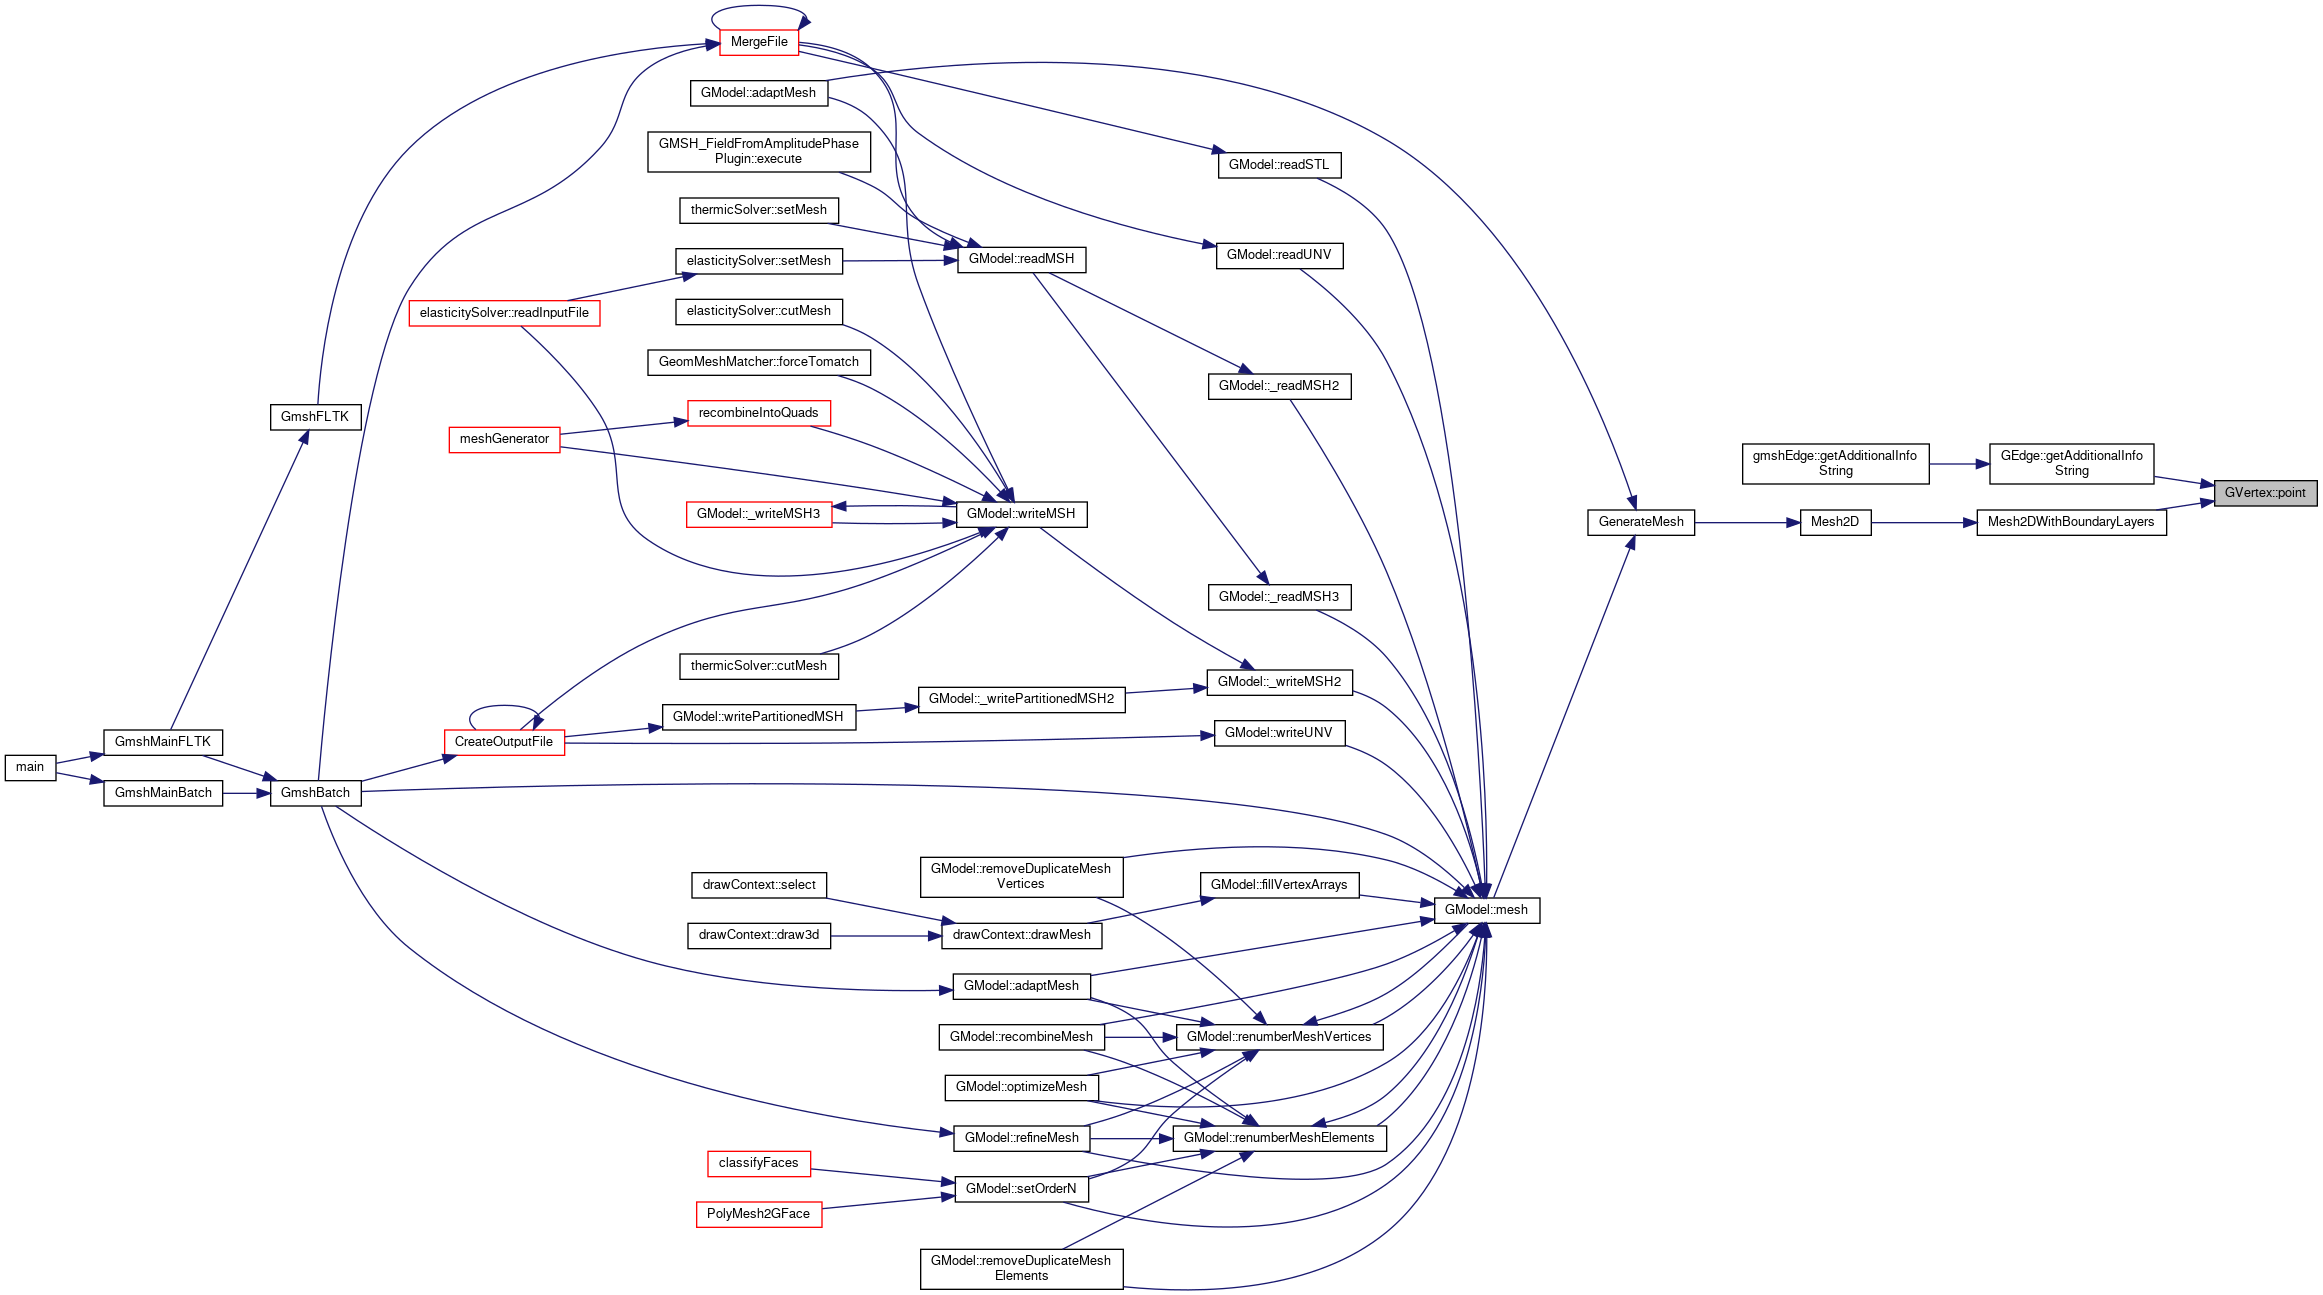 MergeFile
GModel::adaptMesh
GMSH_FieldFromAmplitudePhase
Plugin::execute
GModel::readSTL
thermicSolver::setMesh
elasticitySolver::setMesh
GModel::readMSH
GModel::readUNV
elasticitySolver::readInputFile
elasticitySolver::cutMesh
GeomMeshMatcher::forceTomatch
GModel::_readMSH2
GmshFLTK
recombineIntoQuads
meshGenerator
gmshEdge::getAdditionalInfo
String
GEdge::getAdditionalInfo
String
GVertex::point
GModel::_writeMSH3
GModel::writeMSH
GenerateMesh
Mesh2D
Mesh2DWithBoundaryLayers
GModel::_readMSH3
thermicSolver::cutMesh
GModel::_writeMSH2
GModel::_writePartitionedMSH2
GModel::writePartitionedMSH
GModel::writeUNV
GmshMainFLTK
CreateOutputFile
main
GmshMainBatch
GmshBatch
GModel::removeDuplicateMesh
Vertices
drawContext::select
GModel::fillVertexArrays
GModel::mesh
drawContext::draw3d
drawContext::drawMesh
GModel::adaptMesh
GModel::recombineMesh
GModel::renumberMeshVertices
GModel::optimizeMesh
GModel::refineMesh
GModel::renumberMeshElements
classifyFaces
GModel::setOrderN
PolyMesh2GFace
GModel::removeDuplicateMesh
Elements